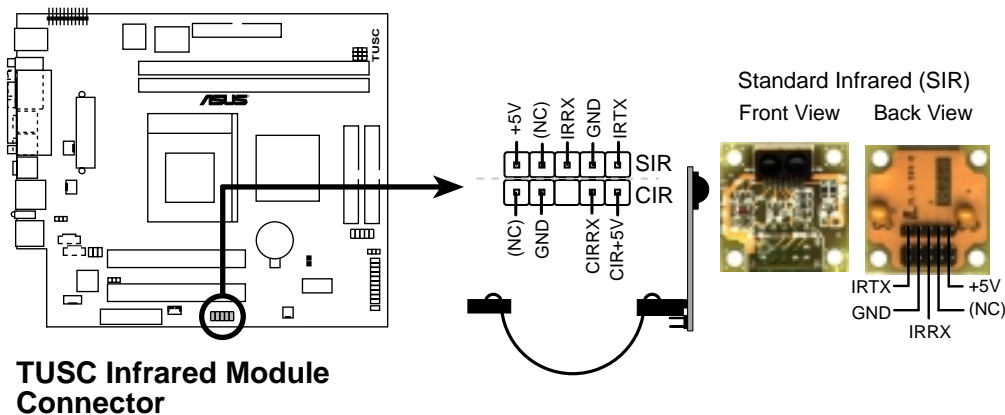 TUSC
ASUS
+5V
(NC)
IRRX
GND
IRTX
SIR
CIR
(NC)
GND
CIRRX
CIR+5V
Standard Infrared (SIR)
Front View Back View
IRTX
GND
IRRX
+5V
(NC)
TUSC Infrared Module
Connector